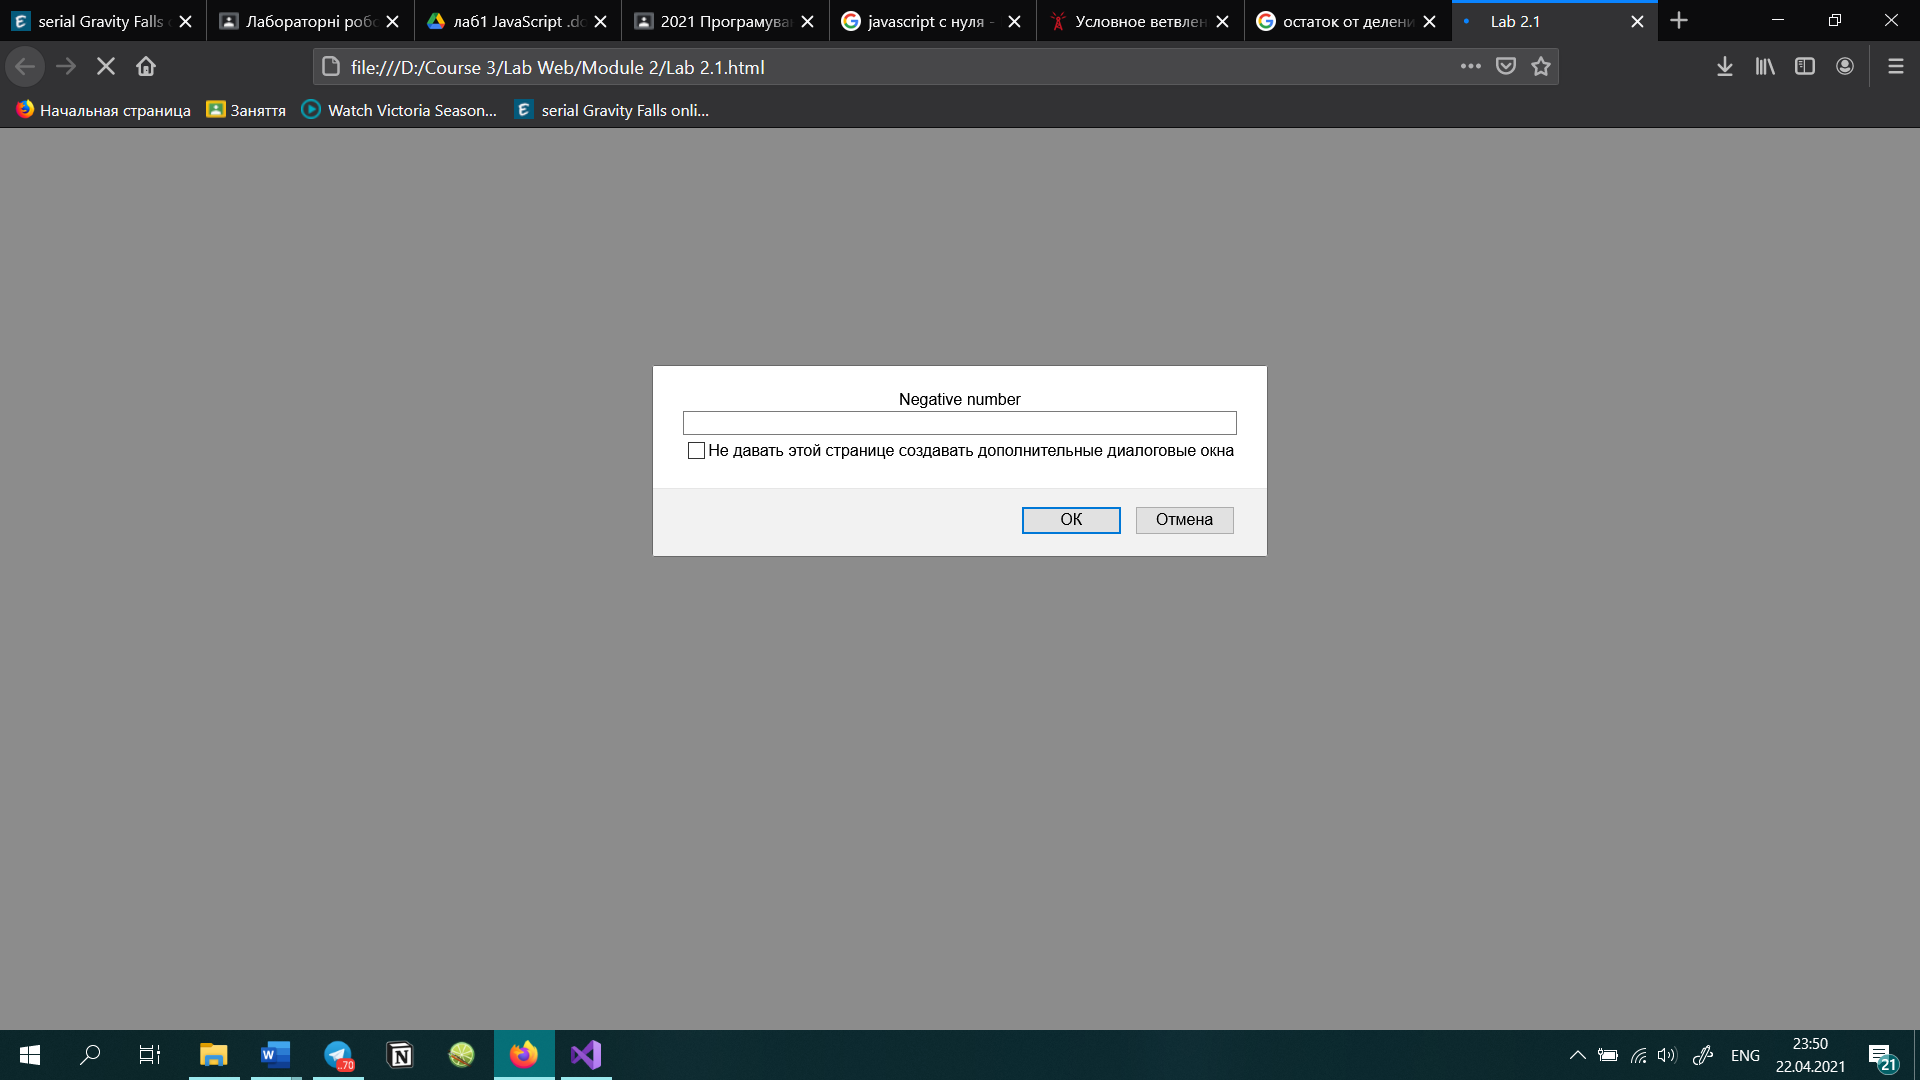 serial Gravity Falls
Лабораторні робо
лаб1 JavaScript .do
2021 Програмува
javascript с нуля -
Условное ветвлен
остаток от делени
Lab 2.1
file:///D:/Course 3/Lab Web/Module 2/Lab 2.1.html
Начальная страница
Заняття
Watch Victoria Season...
serial Gravity Falls onli...
Negative number
Не давать этой странице создавать дополнительные диалоговые окна
ОК
Отмена
..70
ENG
23:50
22.04.2021
21